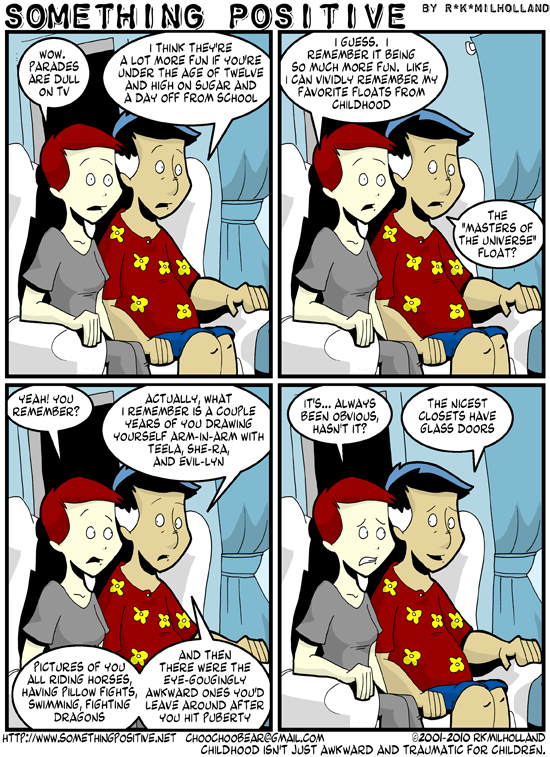 SOMETHING POSITIVE BY R*K*MILHOLLAND
WOW.
PARADES
ARE DULL
ON TV
I THINK THEY'RE
A LOT MORE FUN IF YOU'RE
UNDER THE AGE OF TWELVE
AND HIGH ON SUGAR AND
A DAY OFF FROM SCHOOL
I GUESS. I
REMEMBER IT BEING
SO MUCH MORE FUN. LIKE,
I CAN VIVIDLY REMEMBER MY
FAVORITE FLOATS FROM
CHILDHOOD
THE
"MASTERS OF
THE UNIVERSE"
FLOAT?
YEAH! YOU
REMEMBER?
ACTUALLY, WHAT
I REMEMBER IS A COUPLE
YEARS OF YOU DRAWING
YOURSELF ARM-IN-ARM WITH
TEELA, SHE-RA,
AND EVIL-LYN
PICTURES OF YOU
ALL RIDING HORSES,
HAVING PILLOW FIGHTS,
SWIMMING, FIGHTING
DRAGONS
AND THEN
THERE WERE THE
EYE-GOUGINGLY
AWKWARD ONES YOU'D
LEAVE AROUND AFTER
YOU HIT PUBERTY
IT'S... ALWAYS
BEEN OBVIOUS,
HASN'T IT?
THE NICEST
CLOSETS HAVE
GLASS DOORS
HTTP://WWW.SOMETHINGPOSITIVE.NET CHOOCHOOBEAR@GMAIL.COM ©2001-2010 RKMILHOLLAND
CHILDHOOD ISN'T JUST AWKWARD AND TRAUMATIC FOR CHILDREN.